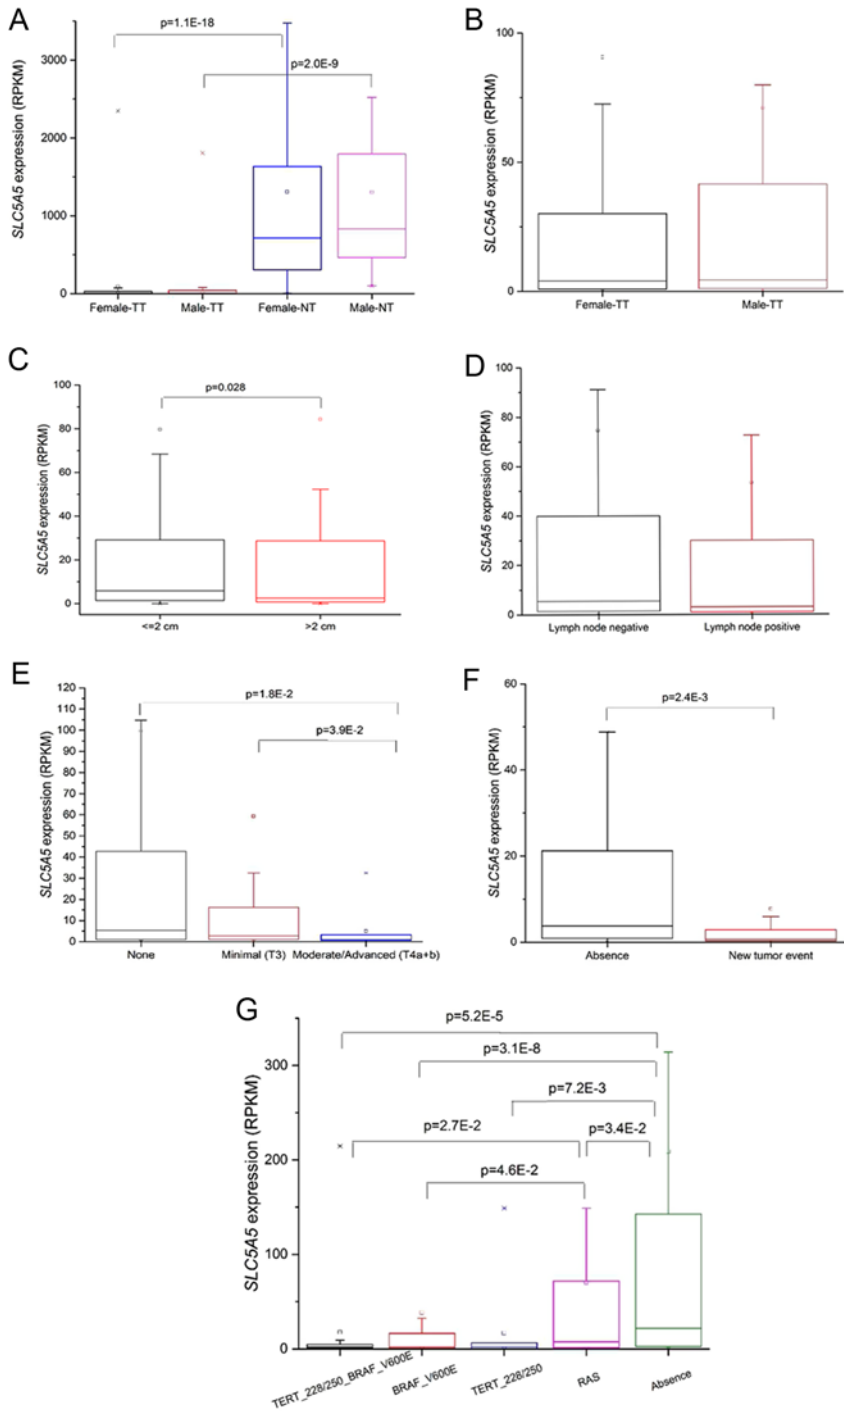 A
SLC5A5 expression (RPKM)
3000
2000
1000
0
p=1.1E-18
p=2.0E-9
Female-TT
Male-TT
Female-NT
Male-NT
B
SLC5A5 expression (RPKM)
100
50
0
Female-TT
Male-TT
C
SLC5A5 expression (RPKM)
100
80
60
40
20
0
p=0.028
<=2 cm
>2 cm
D
SLC5A5 expression (RPKM)
100
80
60
40
20
0
Lymph node negative
Lymph node positive
E
SLC5A5 expression (RPKM)
120
110
100
90
80
70
60
50
40
30
20
10
0
p=1.8E-2
p=3.9E-2
None
Minimal (T3)
Moderate/Advanced (T4a+b)
F
SLC5A5 expression (RPKM)
60
40
20
0
p=2.4E-3
Absence
New tumor event
G
SLC5A5 expression (RPKM)
300
200
100
0
p=5.2E-5
p=3.1E-8
p=7.2E-3
p=2.7E-2
p=3.4E-2
p=4.6E-2
TERT_228/250_BRAF_V600E
BRAF_V600E
TERT_228/250
RAS
Absence